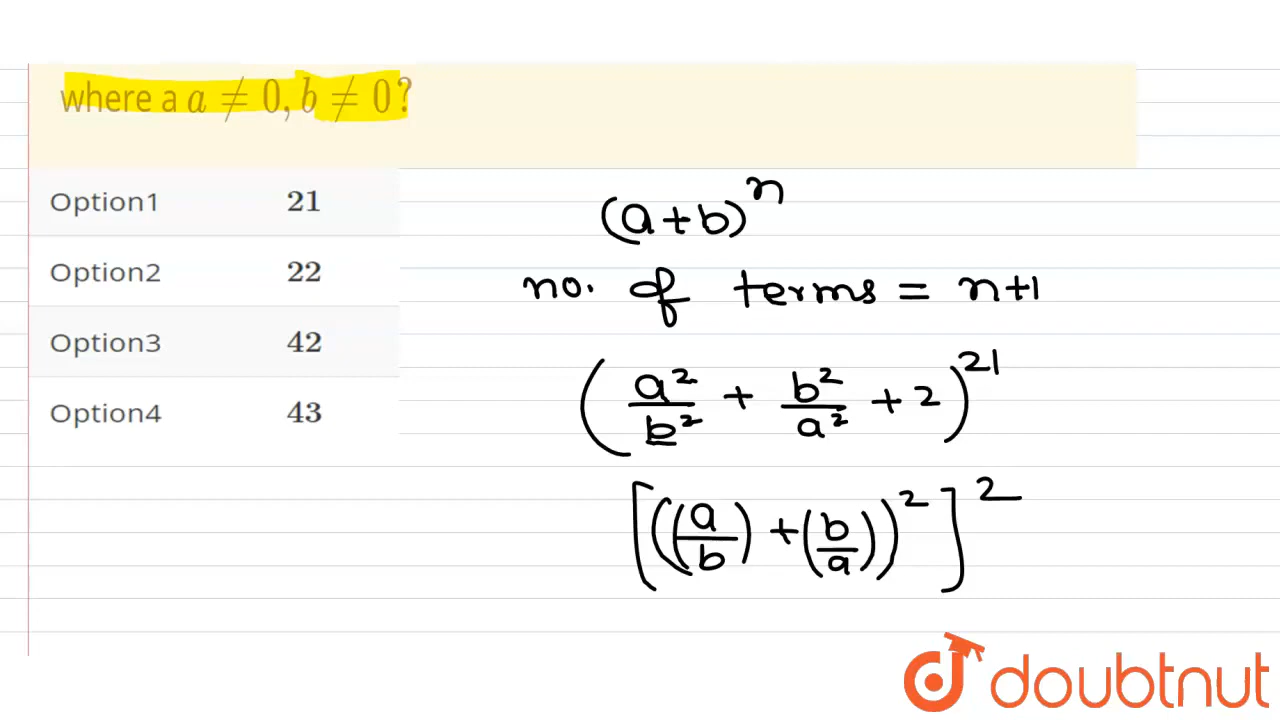 where a a ≠ 0, b ≠ 0?
Option1 21
Option2 22
Option3 42
Option4 43
(a+b)^n
no. of terms = n+1
(a²/b² + b²/a² + 2)^21
[((a/b) + (b/a))²]^2
doubtnut